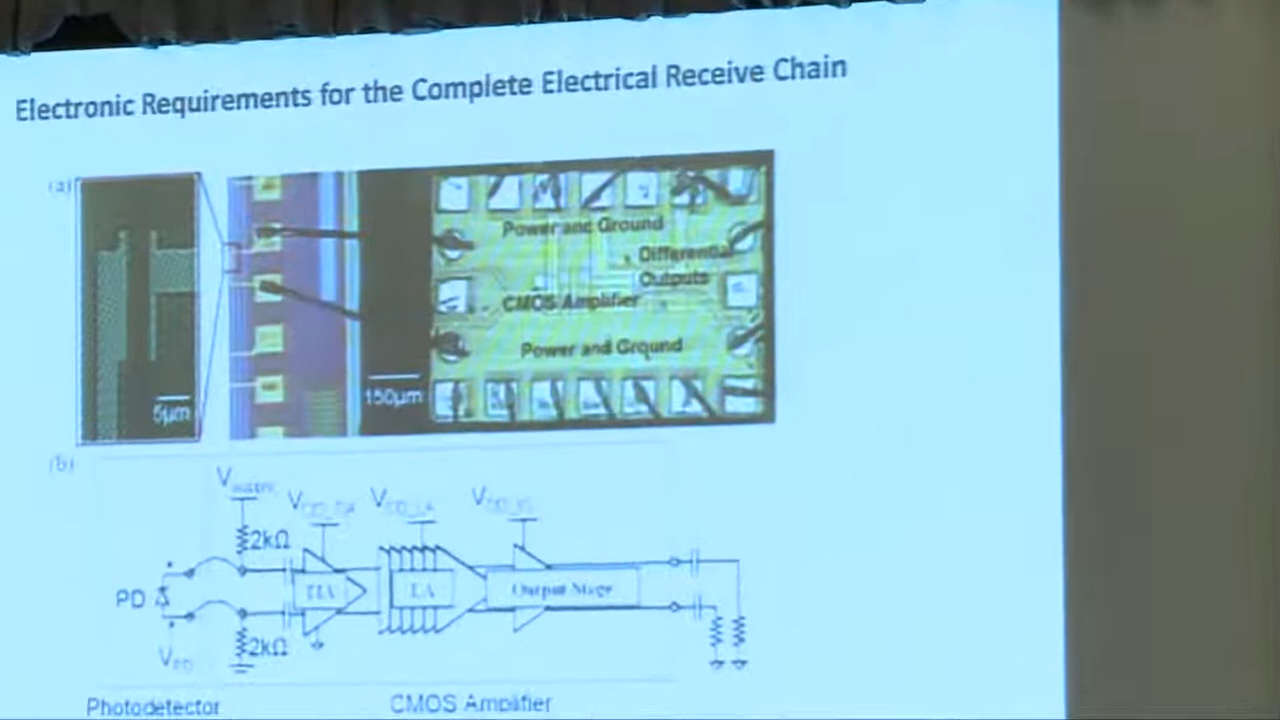 Electronic Requirements for the Complete Electrical Receive Chain
(a)
Power and Ground
Differential
Outputs
CMOS Amplifier
Power and Ground
5μm
150μm
(b)
2kΩ
TIA
LA
Output Stage
PD
2kΩ
Photodetector
CMOS Amplifier